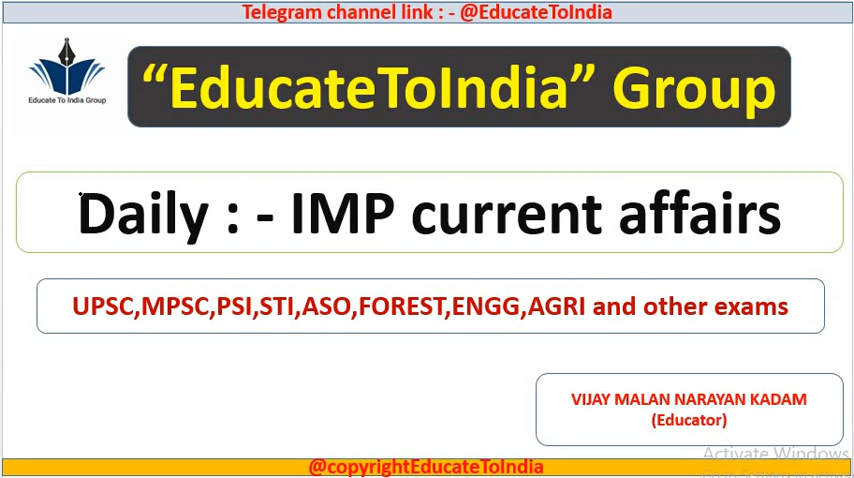 Telegram channel link : - @EducateToIndia
Educate To India Group
“EducateToIndia” Group
Daily : - IMP current affairs
UPSC,MPSC,PSI,STI,ASO,FOREST,ENGG,AGRI and other exams
VIJAY MALAN NARAYAN KADAM
(Educator)
Activate Windows
@copyrightEducateToIndia